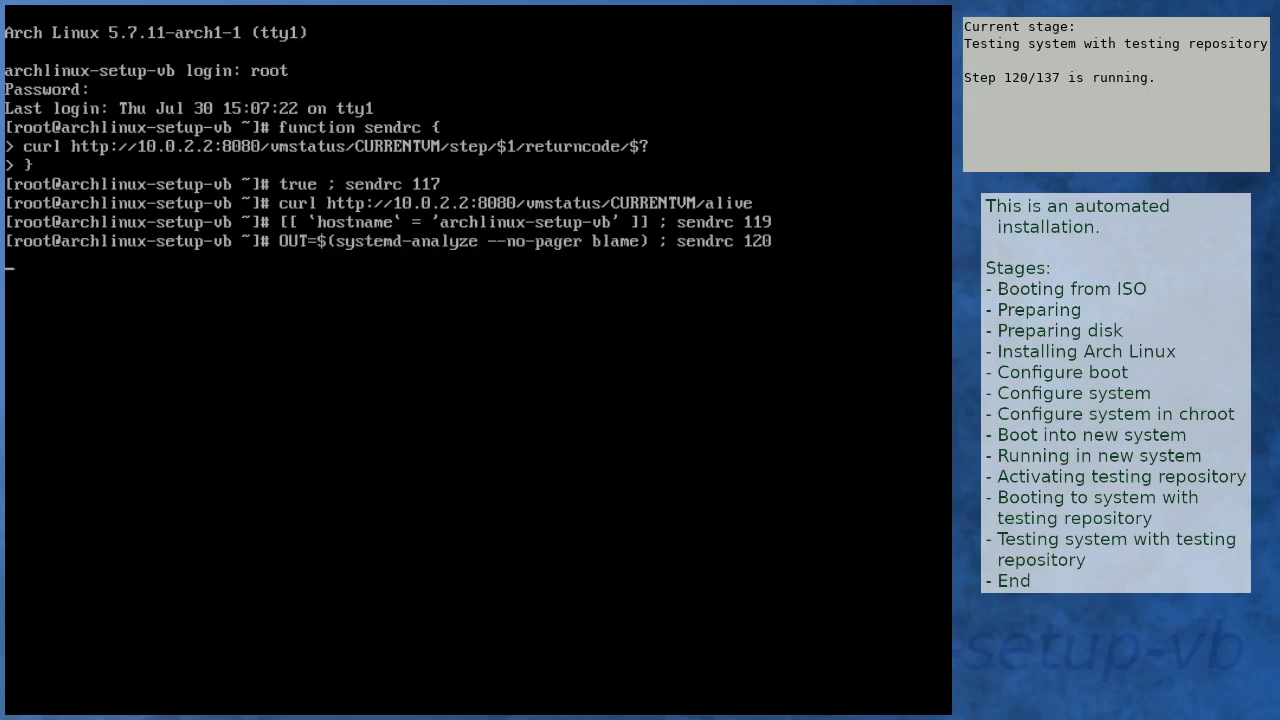 Arch Linux 5.7.11-arch1-1 (tty1)
archlinux-setup-vb login: root
Password:
Last login: Thu Jul 30 15:07:22 on tty1
[root@archlinux-setup-vb ~]# function sendrc {
> curl http://10.0.2.2:8080/vmstatus/CURRENTVM/step/$1/returncode/$?
> }
[root@archlinux-setup-vb ~]# true ; sendrc 117
[root@archlinux-setup-vb ~]# curl http://10.0.2.2:8080/vmstatus/CURRENTVM/alive
[root@archlinux-setup-vb ~]# [[ `hostname` = 'archlinux-setup-vb' ]] ; sendrc 119
[root@archlinux-setup-vb ~]# OUT=$(systemd-analyze --no-pager blame) ; sendrc 120
Current stage:
Testing system with testing repository
Step 120/137 is running.
This is an automated
installation.
Stages:
- Booting from ISO
- Preparing
- Preparing disk
- Installing Arch Linux
- Configure boot
- Configure system
- Configure system in chroot
- Boot into new system
- Running in new system
- Activating testing repository
- Booting to system with
testing repository
- Testing system with testing
repository
- End
-setup-vb